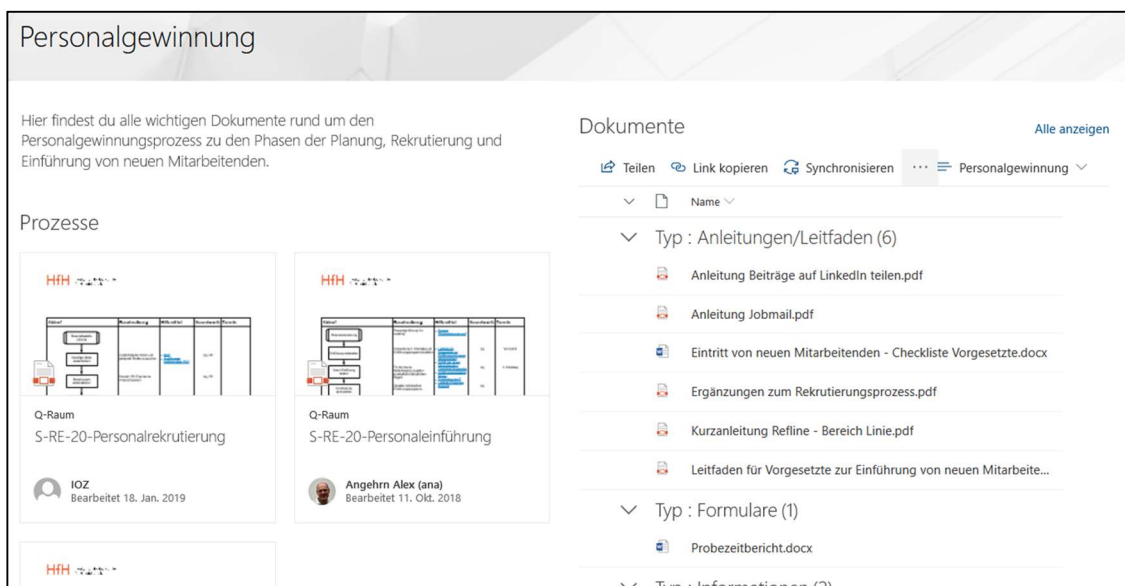 Personalgewinnung
Hier findest du alle wichtigen Dokumente rund um den
Personalgewinnungsprozess zu den Phasen der Planung, Rekrutierung und
Einführung von neuen Mitarbeitenden.
Prozesse
HfH
Q-Raum
S-RE-20-Personalrekrutierung
IOZ
Bearbeitet 18. Jan. 2019
HfH
Q-Raum
S-RE-20-Personaleinführung
Angehrn Alex (ana)
Bearbeitet 11. Okt. 2018
HfH
Dokumente
Alle anzeigen
Teilen Link kopieren Synchronisieren ··· Personalgewinnung
Name
Typ : Anleitungen/Leitfaden (6)
Anleitung Beiträge auf LinkedIn teilen.pdf
Anleitung Jobmail.pdf
Eintritt von neuen Mitarbeitenden - Checkliste Vorgesetzte.docx
Ergänzungen zum Rekrutierungsprozess.pdf
Kurzanleitung Refline - Bereich Linie.pdf
Leitfaden für Vorgesetzte zur Einführung von neuen Mitarbeite...
Typ : Formulare (1)
Probezeitbericht.docx
Typ : Informationen (2)